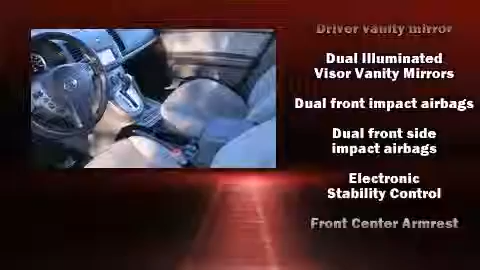 Driver vanity mirror
Dual Illuminated
Visor Vanity Mirrors
Dual front impact airbags
Dual front side
impact airbags
Electronic
Stability Control
Front Center Armrest